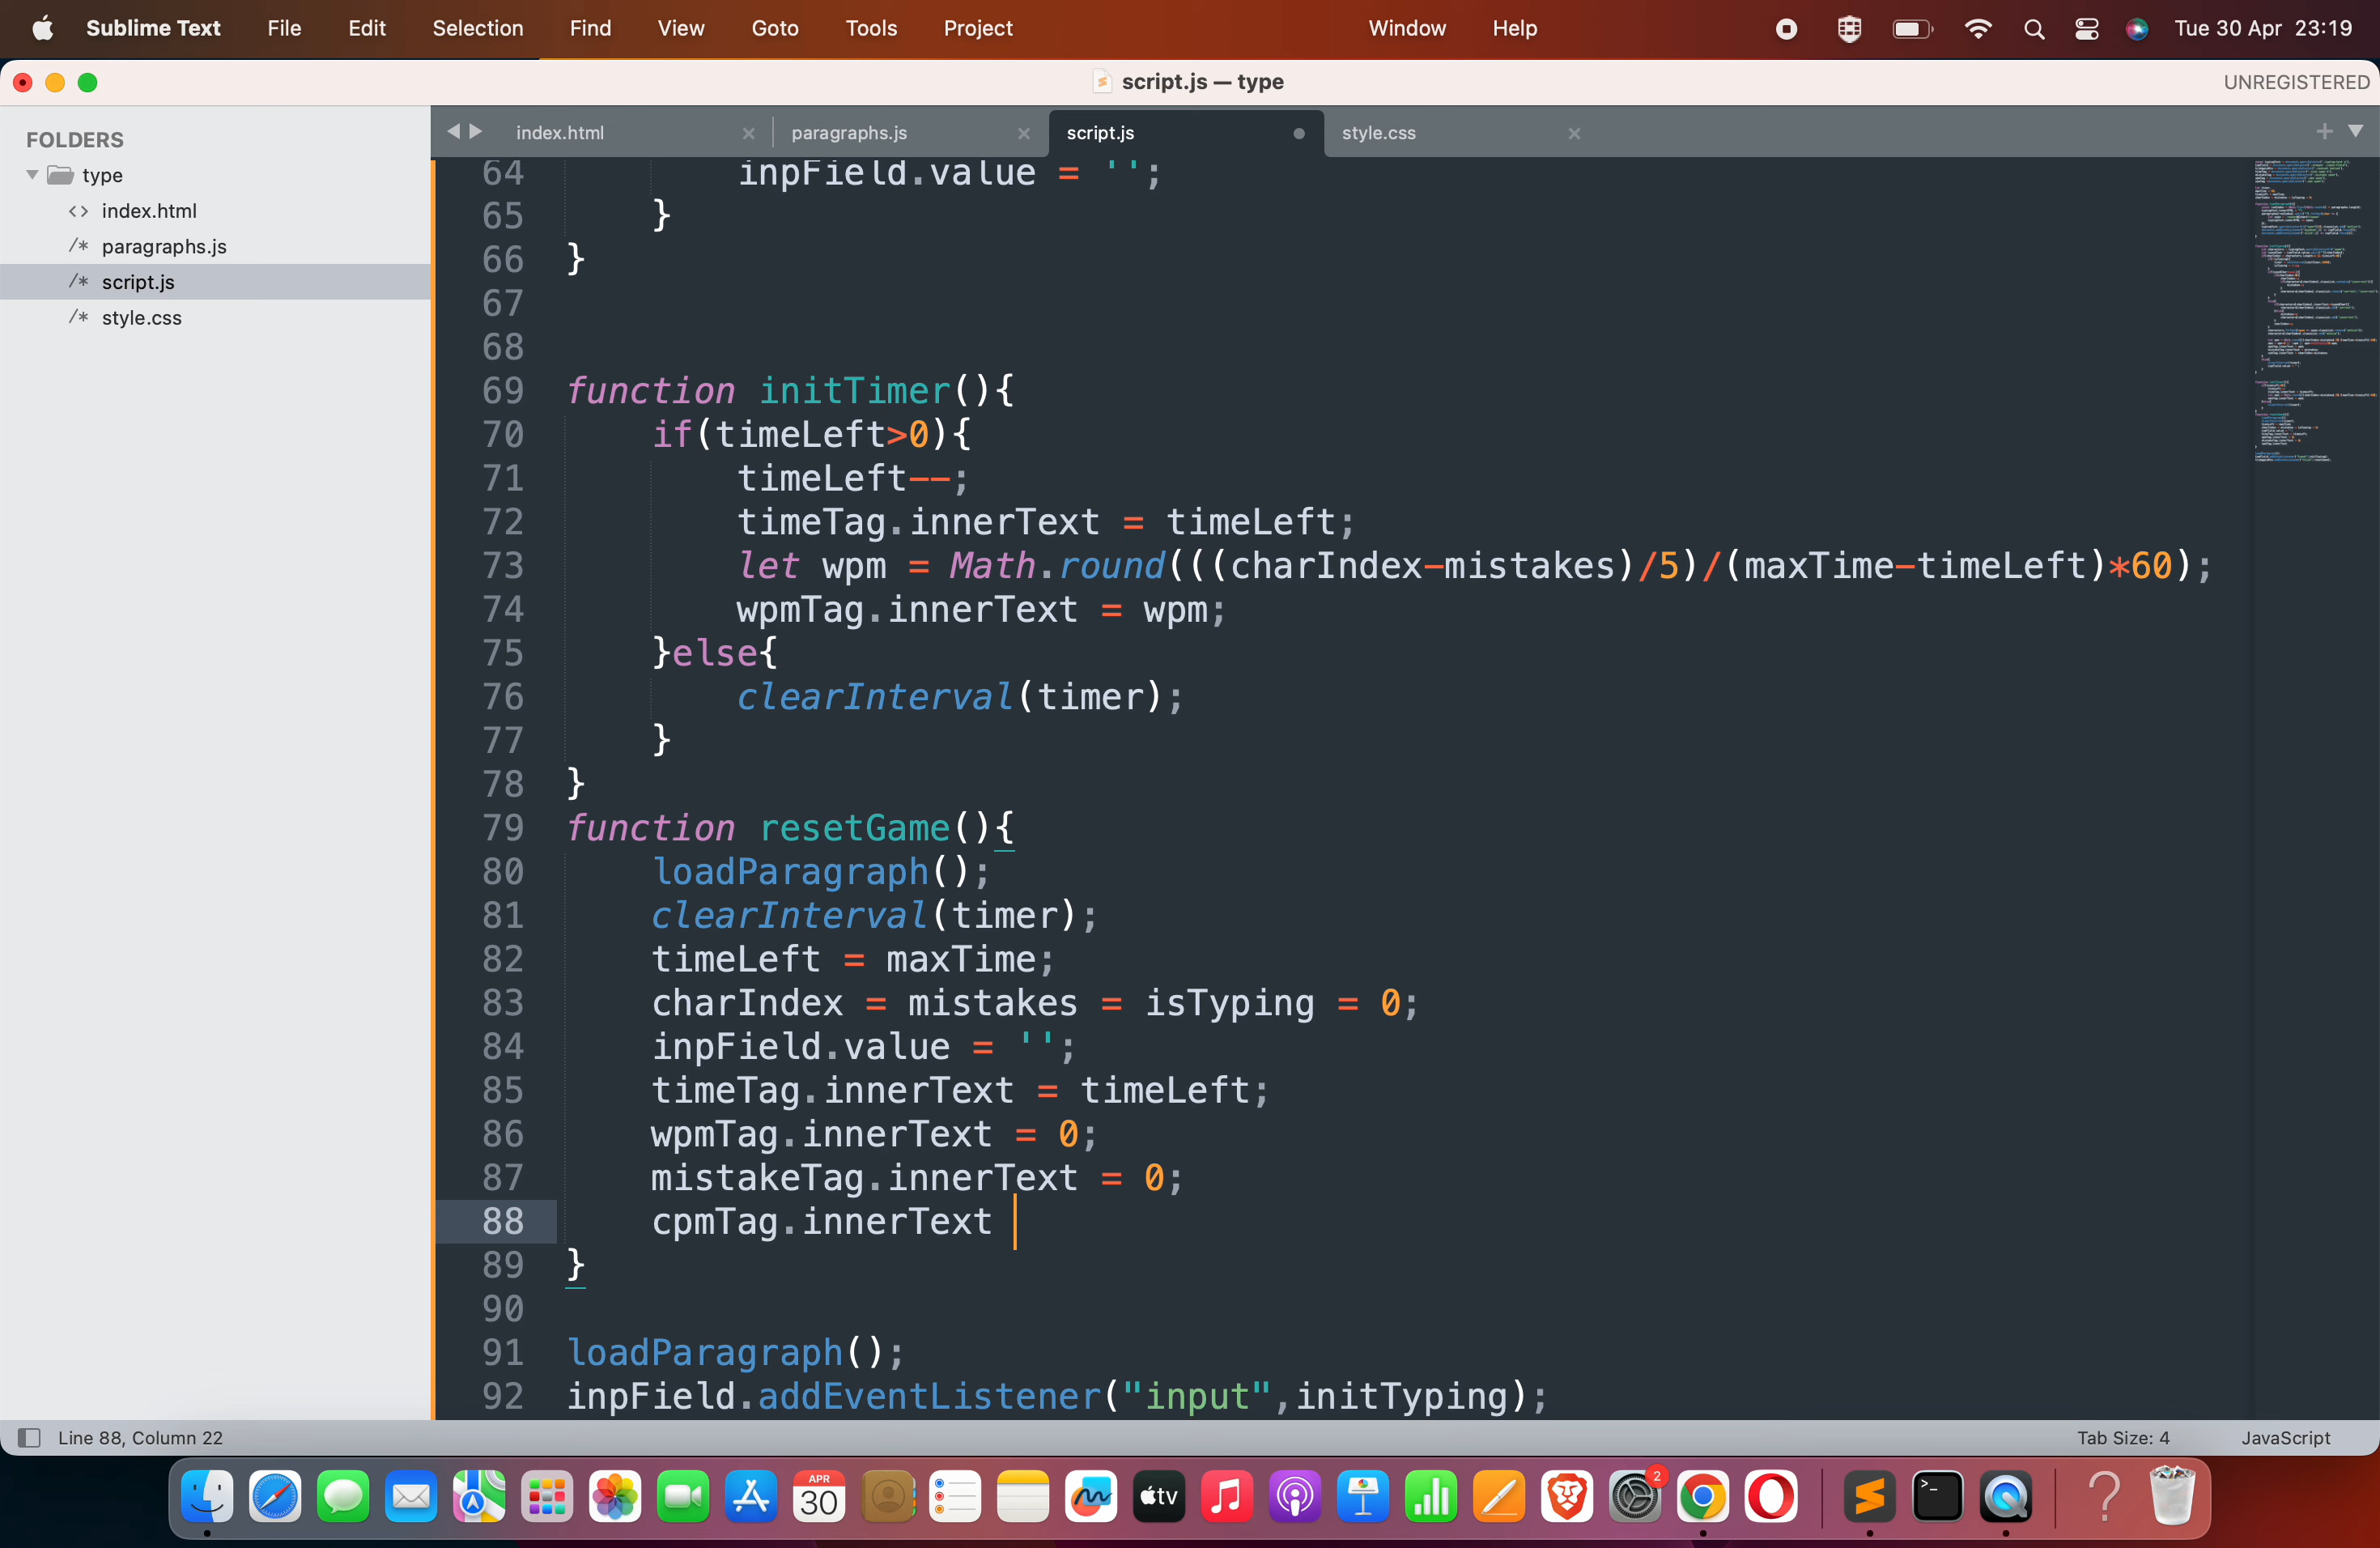 Sublime Text File Edit Selection Find View Goto Tools Project Window Help Tue 30 Apr 23:19
script.js — type UNREGISTERED
FOLDERS
type
<> index.html
/* paragraphs.js
/* script.js
/* style.css
index.html paragraphs.js script.js style.css
64 inpField.value = '';
65 }
66 }
67
68
69 function initTimer(){
70 if(timeLeft>0){
71 timeLeft--;
72 timeTag.innerText = timeLeft;
73 let wpm = Math.round(((charIndex-mistakes)/5)/(maxTime-timeLeft)*60);
74 wpmTag.innerText = wpm;
75 }else{
76 clearInterval(timer);
77 }
78 }
79 function resetGame(){
80 loadParagraph();
81 clearInterval(timer);
82 timeLeft = maxTime;
83 charIndex = mistakes = isTyping = 0;
84 inpField.value = '';
85 timeTag.innerText = timeLeft;
86 wpmTag.innerText = 0;
87 mistakeTag.innerText = 0;
88 cpmTag.innerText
89 }
90
91 loadParagraph();
92 inpField.addEventListener("input",initTyping);
Line 88, Column 22 Tab Size: 4 JavaScript
APR
30
tv
2